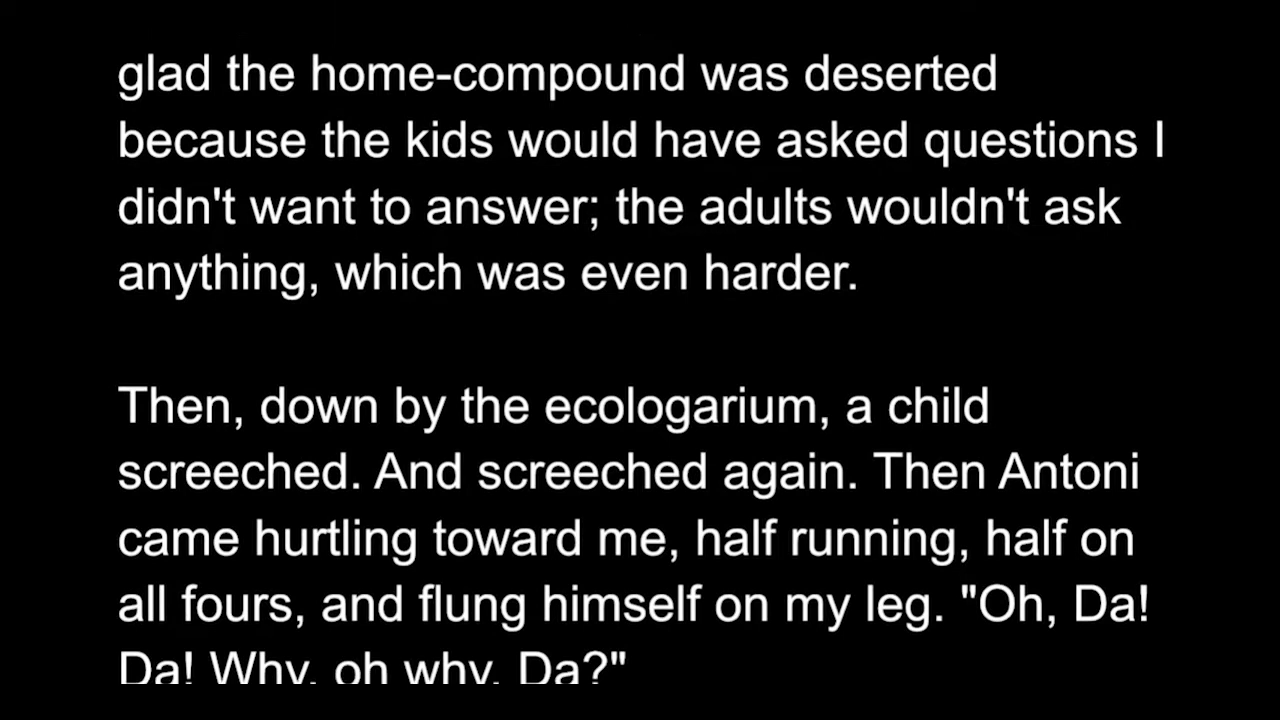 glad the home-compound was deserted
because the kids would have asked questions I
didn't want to answer; the adults wouldn't ask
anything, which was even harder.
Then, down by the ecologarium, a child
screeched. And screeched again. Then Antoni
came hurtling toward me, half running, half on
all fours, and flung himself on my leg. "Oh, Da!
Da! Why, oh why, Da?"